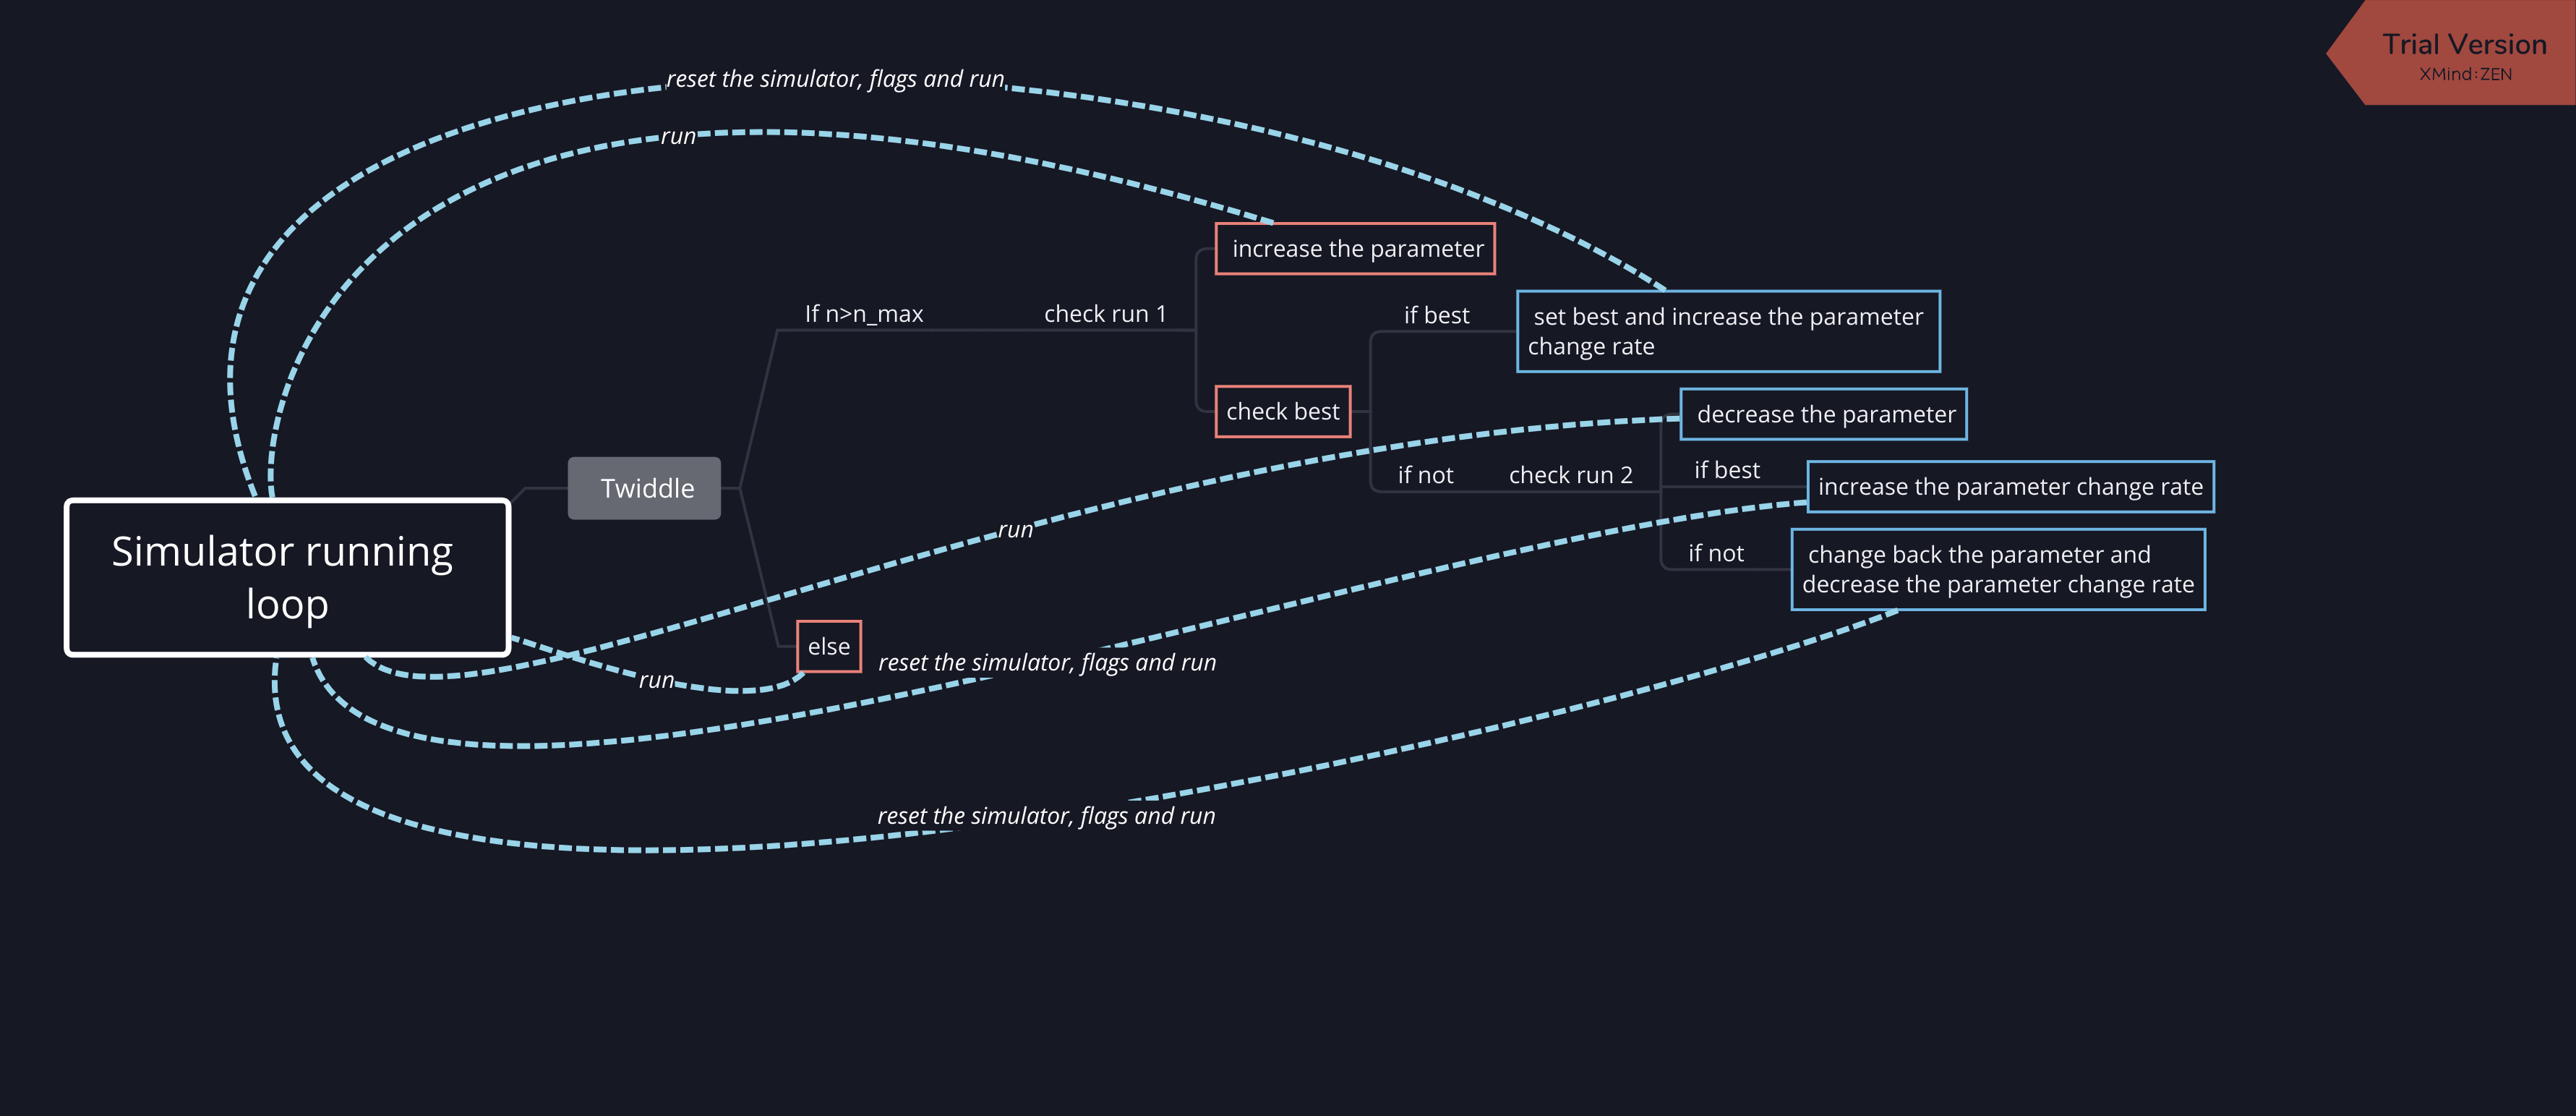 Trial Version
XMind:ZEN
reset the simulator, flags and run
run
increase the parameter
If n>n_max
check run 1
if best
set best and increase the parameter
change rate
check best
decrease the parameter
if not
check run 2
if best
increase the parameter change rate
Twiddle
run
Simulator running
loop
if not
change back the parameter and
decrease the parameter change rate
else
reset the simulator, flags and run
run
reset the simulator, flags and run